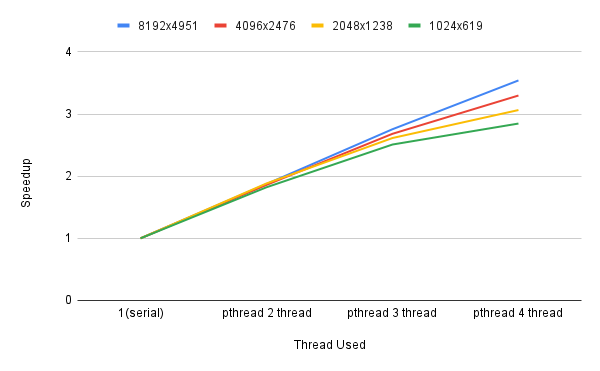 8192x4951 4096x2476 2048x1238 1024x619
4
3
2
1
0
Speedup
1(serial) pthread 2 thread pthread 3 thread pthread 4 thread
Thread Used